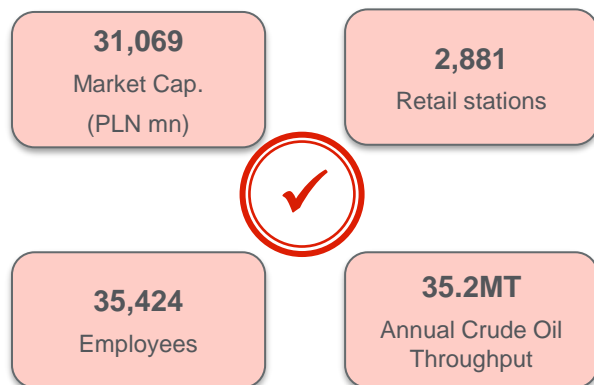 31,069
Market Cap.
(PLN mn)
2,881
Retail stations
35,424
Employees
35.2MT
Annual Crude Oil
Throughput